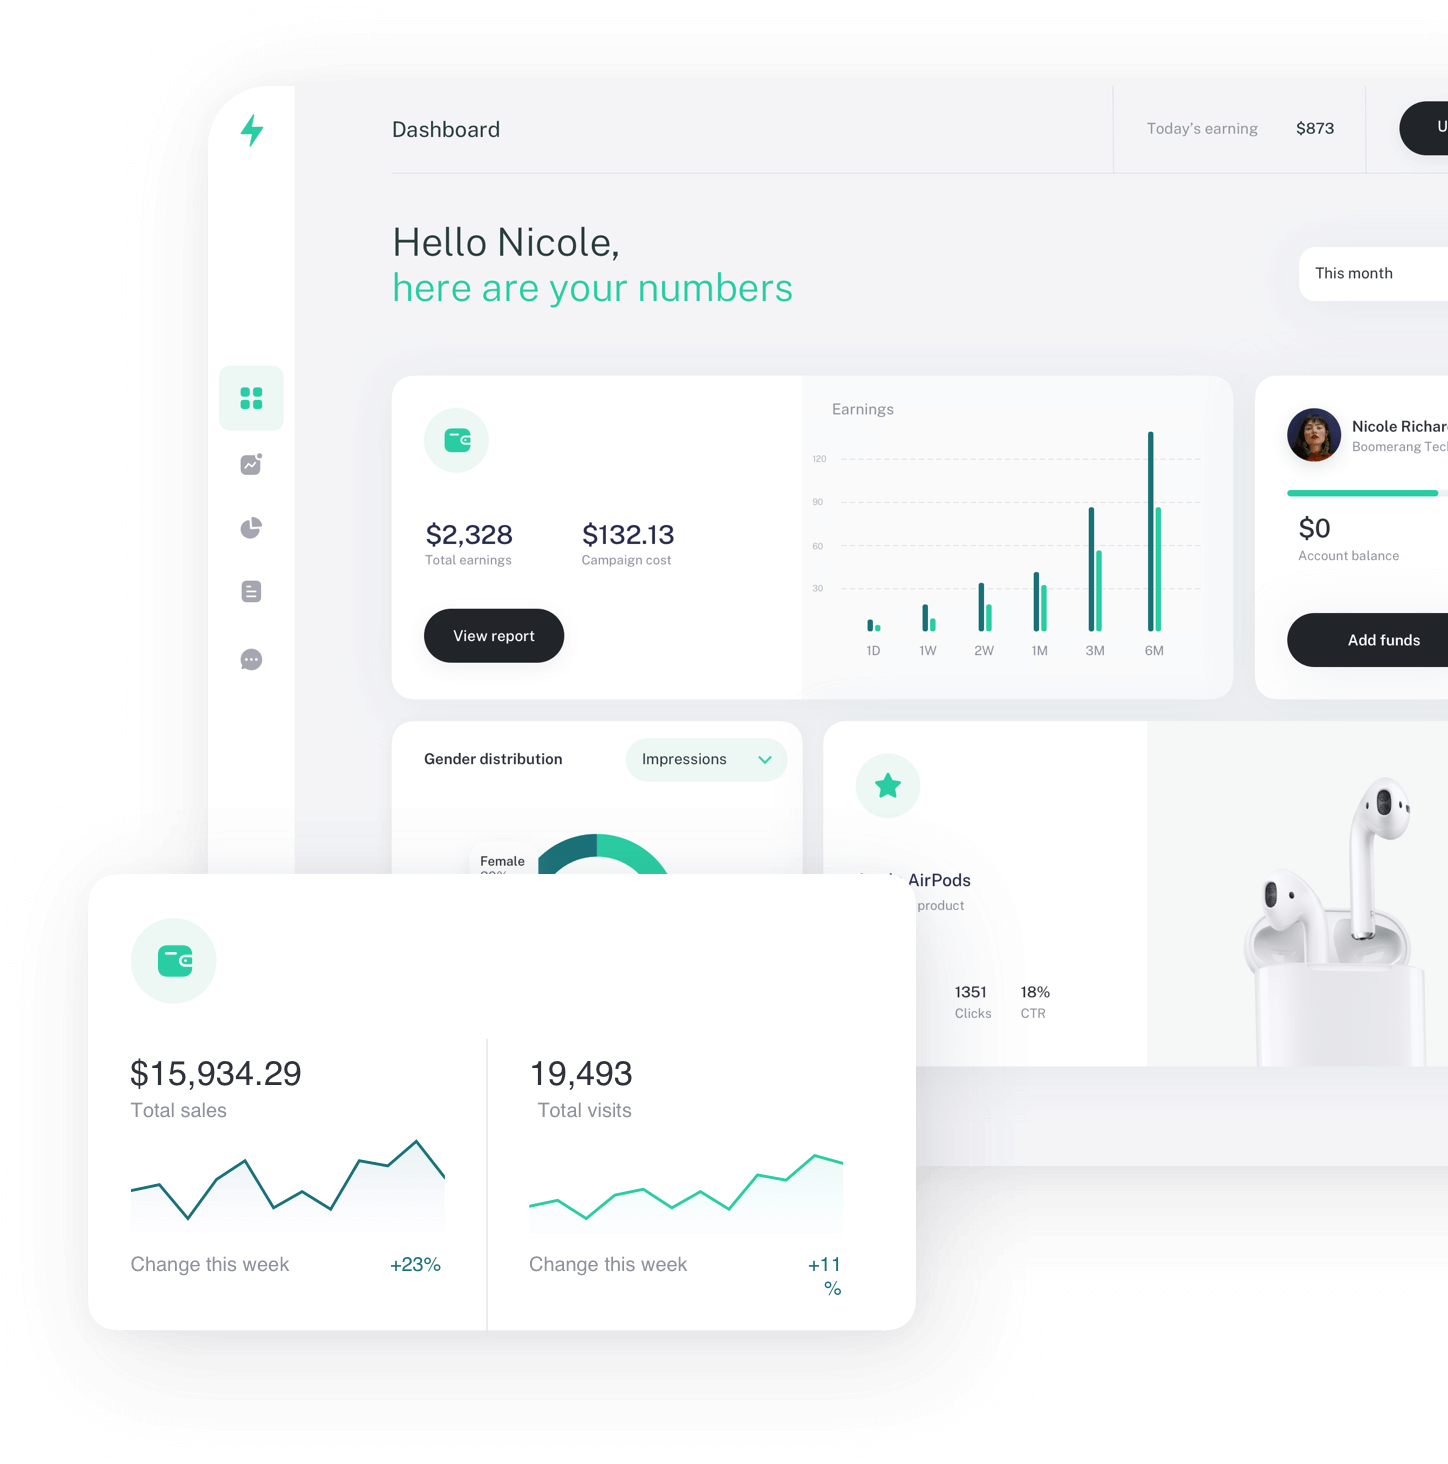 Dashboard
Today's earning
$873
U
Hello Nicole,
here are your numbers
This month
Earnings
120
90
60
30
1D
1W
2W
1M
3M
6M
$2,328
Total earnings
$132.13
Campaign cost
View report
Nicole Richar
Boomerang Tec
$0
Account balance
Add funds
Gender distribution
Impressions
Female
AirPods
product
1351
Clicks
18%
CTR
$15,934.29
Total sales
Change this week
+23%
19,493
Total visits
Change this week
+11
%